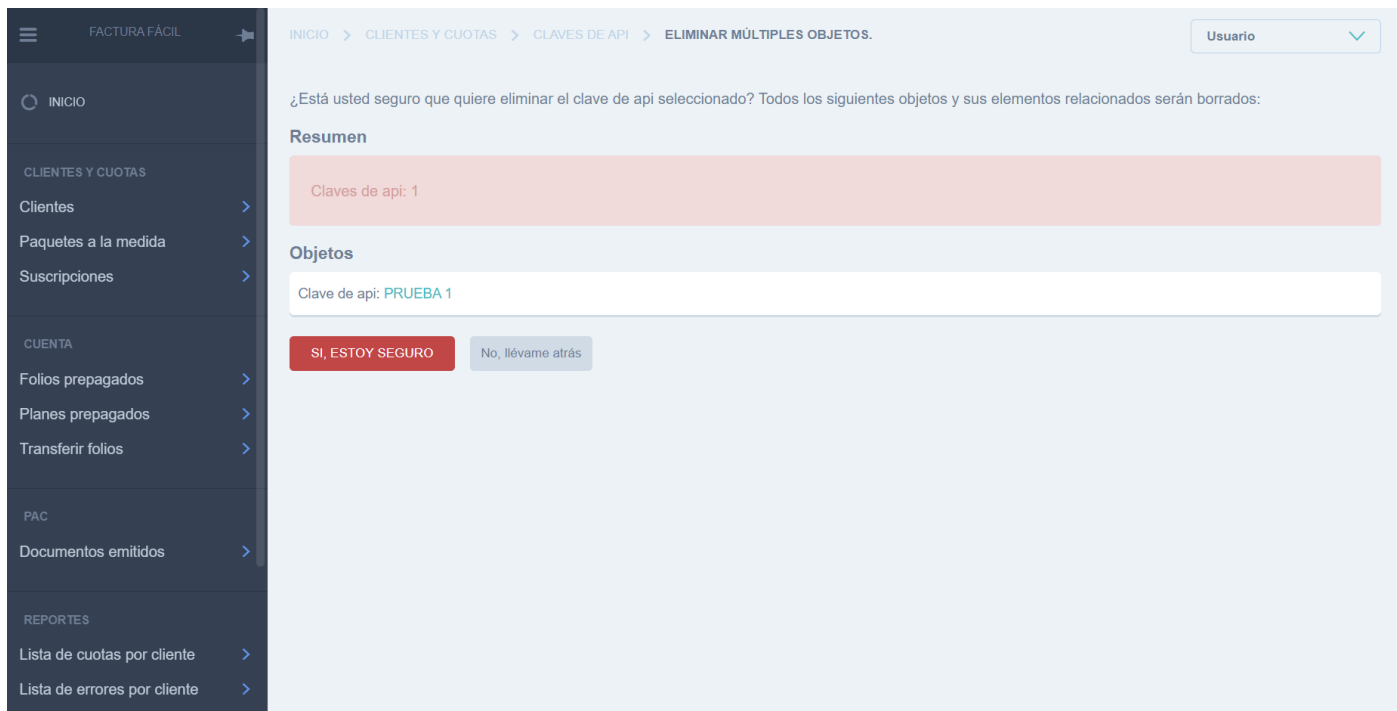 FACTURA FÁCIL
INICIO
CLIENTES Y CUOTAS
Clientes
Paquetes a la medida
Suscripciones
CUENTA
Folios prepagados
Planes prepagados
Transferir folios
PAC
Documentos emitidos
REPORTES
Lista de cuotas por cliente
Lista de errores por cliente
INICIO > CLIENTES Y CUOTAS > CLAVES DE API > ELIMINAR MÚLTIPLES OBJETOS.
Usuario
¿Está usted seguro que quiere eliminar el clave de api seleccionado? Todos los siguientes objetos y sus elementos relacionados serán borrados:
Resumen
Claves de api: 1
Objetos
Clave de api: PRUEBA 1
SI, ESTOY SEGURO
No, llévame atrás